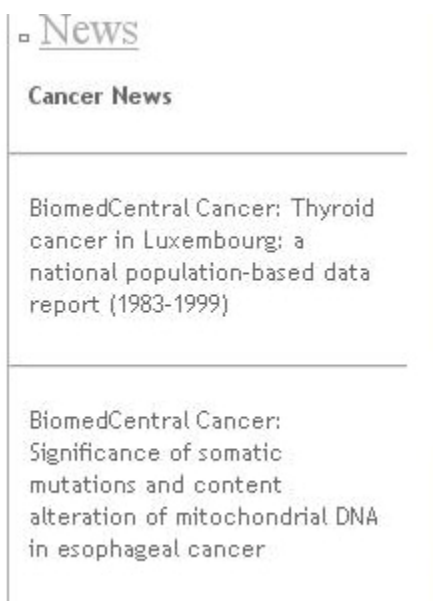 News
Cancer News
BiomedCentral Cancer: Thyroid
cancer in Luxembourg: a
national population-based data
report (1983-1999)
BiomedCentral Cancer:
Significance of somatic
mutations and content
alteration of mitochondrial DNA
in esophageal cancer